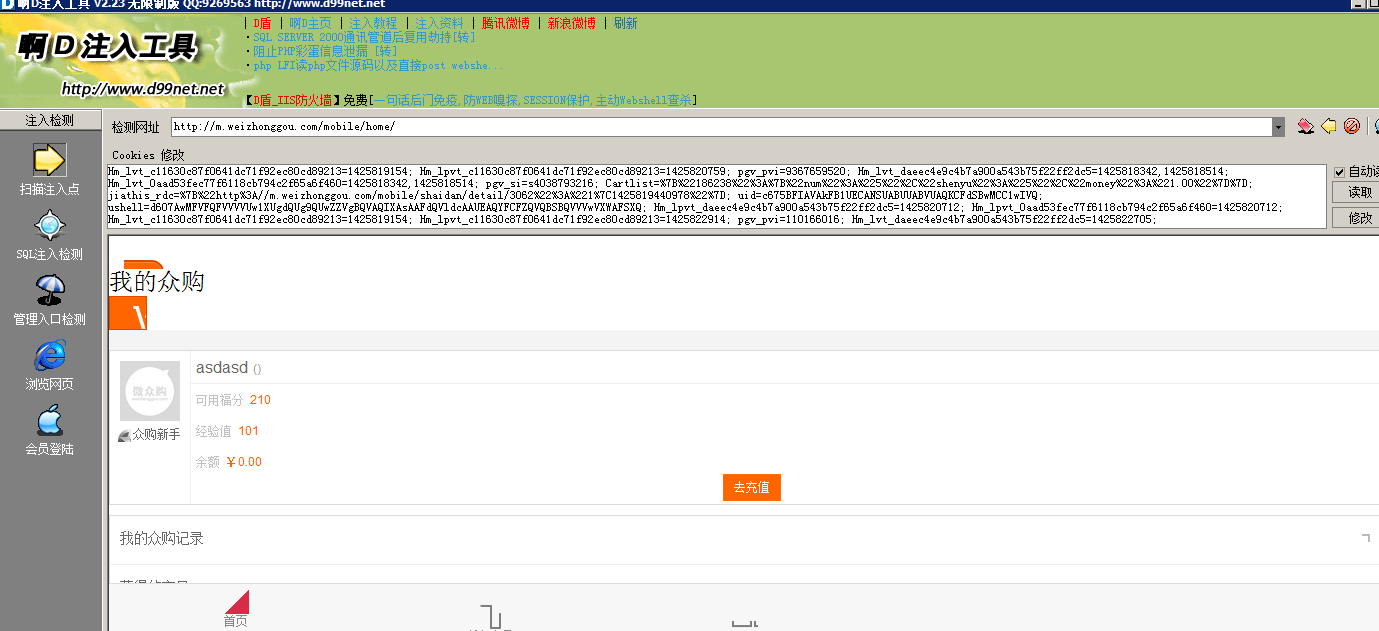 啊D注入工具 V2.23 无限制版 QQ:9269563 http://www.d99net.net
啊D注入工具
http://www.d99net.net
| D盾 | 啊D主页 | 注入教程 | 注入资料 | 腾讯微博 | 新浪微博 | 刷新
·SQL SERVER 2000通讯管道后复用劫持[转]
·阻止PHP彩蛋信息泄漏 [转]
·php LFI读php文件源码以及直接post webshe...
【D盾_IIS防火墙】免费[一句话后门免疫,防WEB嗅探,SESSION保护,主动Webshell查杀]
注入检测
扫描注入点
SQL注入检测
管理入口检测
浏览网页
会员登陆
检测网址 http://m.weizhonggou.com/mobile/home/
Cookies 修改
Hm_lvt_c11630c87f0641dc71f92ec80cd89213=1425819154; Hm_lpvt_c11630c87f0641dc71f92ec80cd89213=1425820759; pgv_pvi=9367659520; Hm_lvt_daeec4e9c4b7a900a543b75f22ff2dc5=1425818342,1425818514;
Hm_lvt_0aad53fec77f6118cb794c2f65a6f460=1425818342,1425818514; pgv_si=s4038793216; Cartlist=%7B%22186238%22%3A%7B%22num%22%3A%225%22%2C%22shenyu%22%3A%225%22%2C%22money%22%3A%221.00%22%7D%7D;
jiathis_rdc=%7B%22http%3A//m.weizhonggou.com/mobile/shaidan/detail/3062%22%3A%221%7C1425819440978%22%7D; uid=c675BFIAVAkFB1UECANSUABUUABVUAQKCFdSBwMCC1wIVQ;
ushell=d607AwMFVFQFVVVVUw1XUgdQUg9QUwZZVgBQVAQIXAsAAFdQVldcAAUEAQYFCFZQVQBSBQVVVwVXWAFSXQ; Hm_lpvt_daeec4e9c4b7a900a543b75f22ff2dc5=1425820712; Hm_lpvt_0aad53fec77f6118cb794c2f65a6f460=1425820712;
Hm_lvt_c11630c87f0641dc71f92ec80cd89213=1425819154; Hm_lpvt_c11630c87f0641dc71f92ec80cd89213=1425822914; pgv_pvi=110166016; Hm_lvt_daeec4e9c4b7a900a543b75f22ff2dc5=1425822705;
自动读
读取
修改
我的众购
微众购
众购新手
asdasd ()
可用福分 210
经验值 101
余额 ￥0.00
去充值
我的众购记录
首页